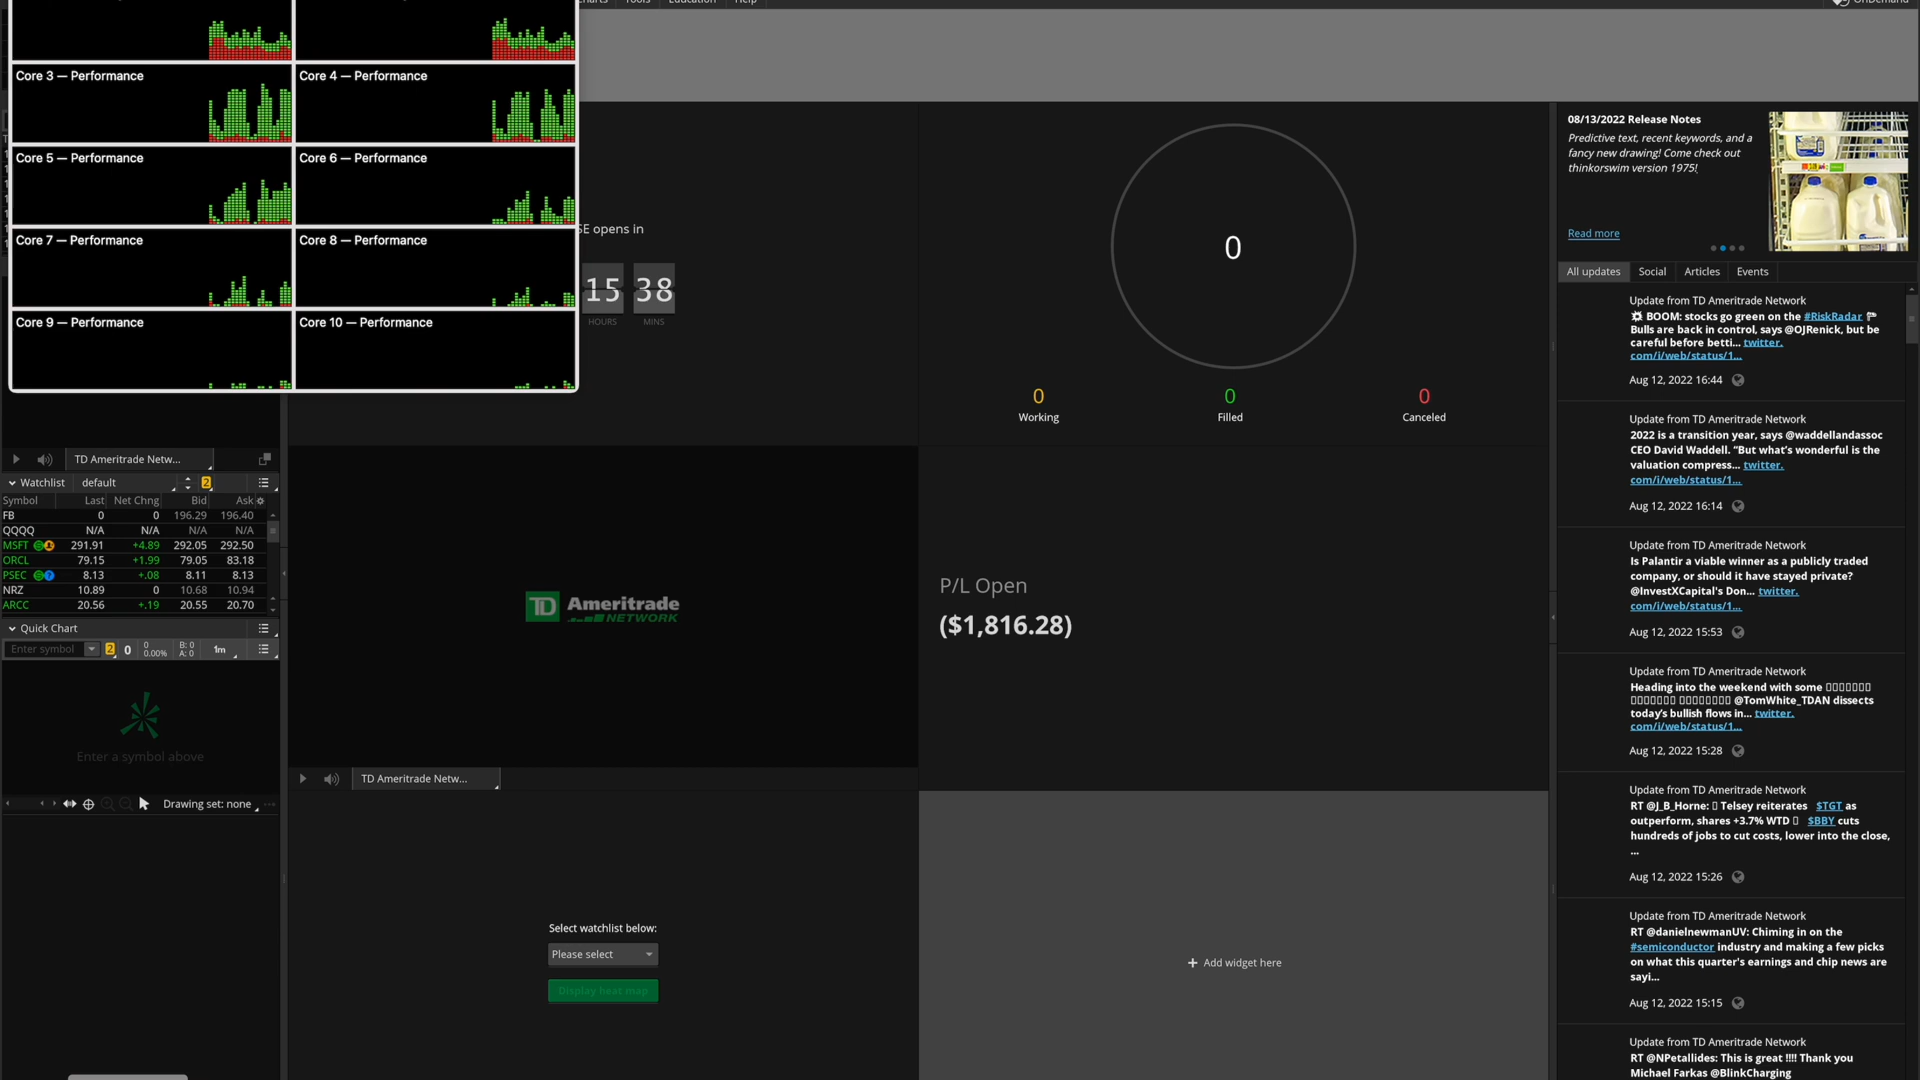 Charts Tools Education Help
OnDemand
Core 3 — Performance
Core 4 — Performance
Core 5 — Performance
Core 6 — Performance
Core 7 — Performance
Core 8 — Performance
Core 9 — Performance
Core 10 — Performance
SE opens in
15 38
HOURS MINS
0
0 0 0
Working Filled Canceled
TD Ameritrade Netw...
Watchlist default 2
Symbol Last Net Chng Bid Ask
FB 0 0 196.29 196.40
QQQQ N/A N/A N/A N/A
MSFT 291.91 +4.89 292.05 292.50
ORCL 79.15 +1.99 79.05 83.18
PSEC 8.13 +.08 8.11 8.13
NRZ 10.89 0 10.68 10.94
ARCC 20.56 +.19 20.55 20.70
Quick Chart
Enter symbol 2 0 0 0.00% B: 0 A: 0 1m
Enter a symbol above
Drawing set: none
TD Ameritrade
NETWORK
TD Ameritrade Netw...
P/L Open
($1,816.28)
Select watchlist below:
Please select
Display heat map
+ Add widget here
08/13/2022 Release Notes
Predictive text, recent keywords, and a
fancy new drawing! Come check out
thinkorswim version 1975!
Read more
All updates Social Articles Events
Update from TD Ameritrade Network
BOOM: stocks go green on the #RiskRadar
Bulls are back in control, says @OJRenick, but be
careful before betti... twitter.
com/i/web/status/1...
Aug 12, 2022 16:44
Update from TD Ameritrade Network
2022 is a transition year, says @waddellandassoc
CEO David Waddell. "But what's wonderful is the
valuation compress... twitter.
com/i/web/status/1...
Aug 12, 2022 16:14
Update from TD Ameritrade Network
Is Palantir a viable winner as a publicly traded
company, or should it have stayed private?
@InvestXCapital's Don... twitter.
com/i/web/status/1...
Aug 12, 2022 15:53
Update from TD Ameritrade Network
Heading into the weekend with some
@TomWhite_TDAN dissects
today's bullish flows in... twitter.
com/i/web/status/1...
Aug 12, 2022 15:28
Update from TD Ameritrade Network
RT @J_B_Horne: Telsey reiterates $TGT as
outperform, shares +3.7% WTD $BBY cuts
hundreds of jobs to cut costs, lower into the close,
...
Aug 12, 2022 15:26
Update from TD Ameritrade Network
RT @danielnewmanUV: Chiming in on the
#semiconductor industry and making a few picks
on what this quarter's earnings and chip news are
sayi...
Aug 12, 2022 15:15
Update from TD Ameritrade Network
RT @NPetallides: This is great !!!! Thank you
Michael Farkas @BlinkCharging